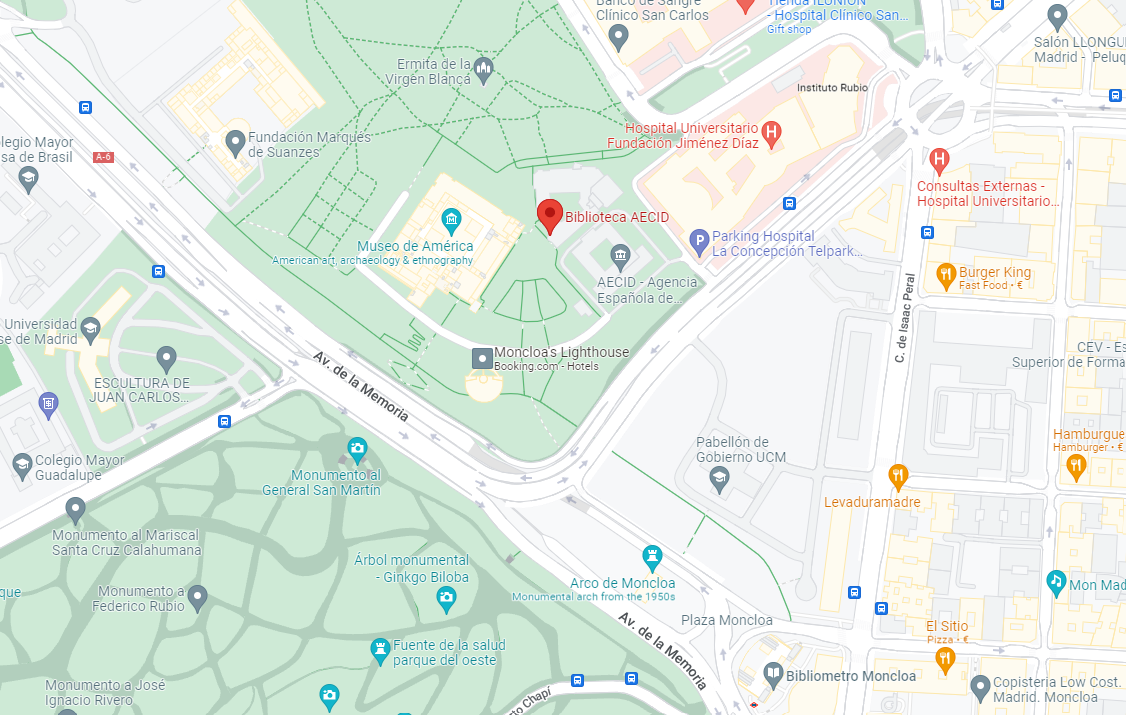 Banco de Sangre
Clínico San Carlos
Tienda ILUNION
- Hospital Clínico San...
Gift shop
Salón LLONGU
Madrid - Peluq
Ermita de la
Virgen Blanca
Instituto Rubio
Fundación Marqués
de Suanzes
Hospital Universitario
Fundación Jiménez Díaz
legio Mayor
sa de Brasil
A-6
H
H
Consultas Externas -
Hospital Universitario...
Biblioteca AECID
Museo de América
American art, archaeology & ethnography
P
Parking Hospital
La Concepción Telpark...
AECID - Agencia
Española de...
Burger King
Fast Food • €
C. de Isaac Peral
Universidad
se de Madrid
Moncloa's Lighthouse
Booking.com - Hotels
CEV - Es
Superior de Forma
ESCULTURA DE
JUAN CARLOS...
Av. de la Memoria
Hamburgue
Hamburger • €
Pabellón de
Gobierno UCM
Colegio Mayor
Guadalupe
Monumento al
General San Martín
Levaduramadre
Monumento al Mariscal
Santa Cruz Calahumana
Árbol monumental
- Ginkgo Biloba
Arco de Moncloa
Monumental arch from the 1950s
que
Monumento a
Federico Rubio
Mon Mad
Plaza Moncloa
Av. de la Memoria
El Sitio
Pizza • €
Fuente de la salud
parque del oeste
Bibliometro Moncloa
Monumento a José
Ignacio Rivero
Copisteria Low Cost.
Madrid. Moncloa
rto Chapí